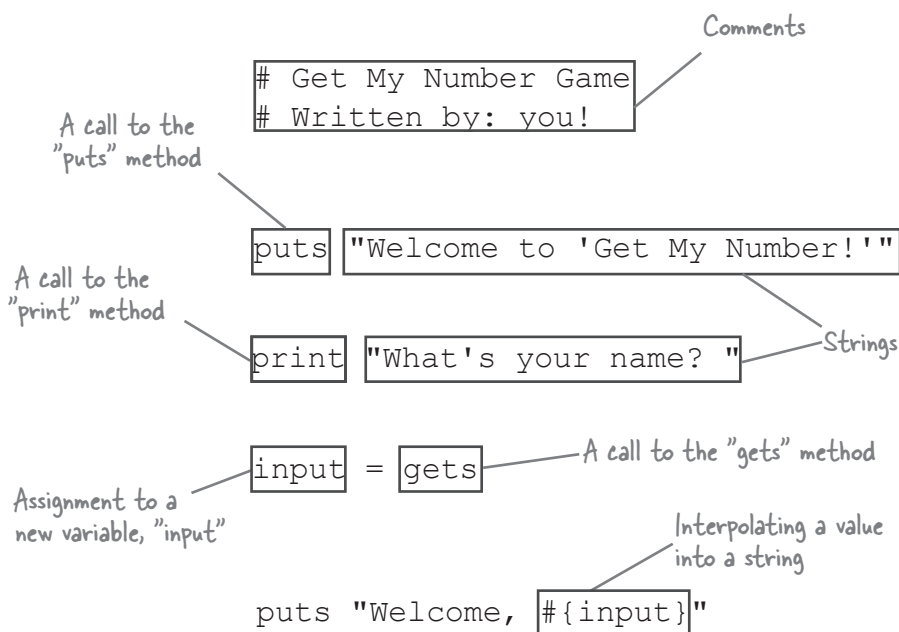 Comments
# Get My Number Game
# Written by: you!
A call to the
"puts" method
puts "Welcome to 'Get My Number!'"
A call to the
"print" method
print "What's your name? "
Strings
input = gets
A call to the "gets" method
Assignment to a
new variable, "input"
Interpolating a value
into a string
puts "Welcome, #{input}"